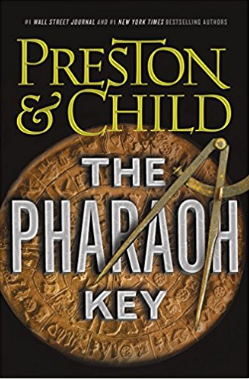 #1 WALL STREET JOURNAL AND #1 NEW YORK TIMES BESTSELLING AUTHORS
PRESTON
& CHILD
THE
PHARAOH
KEY